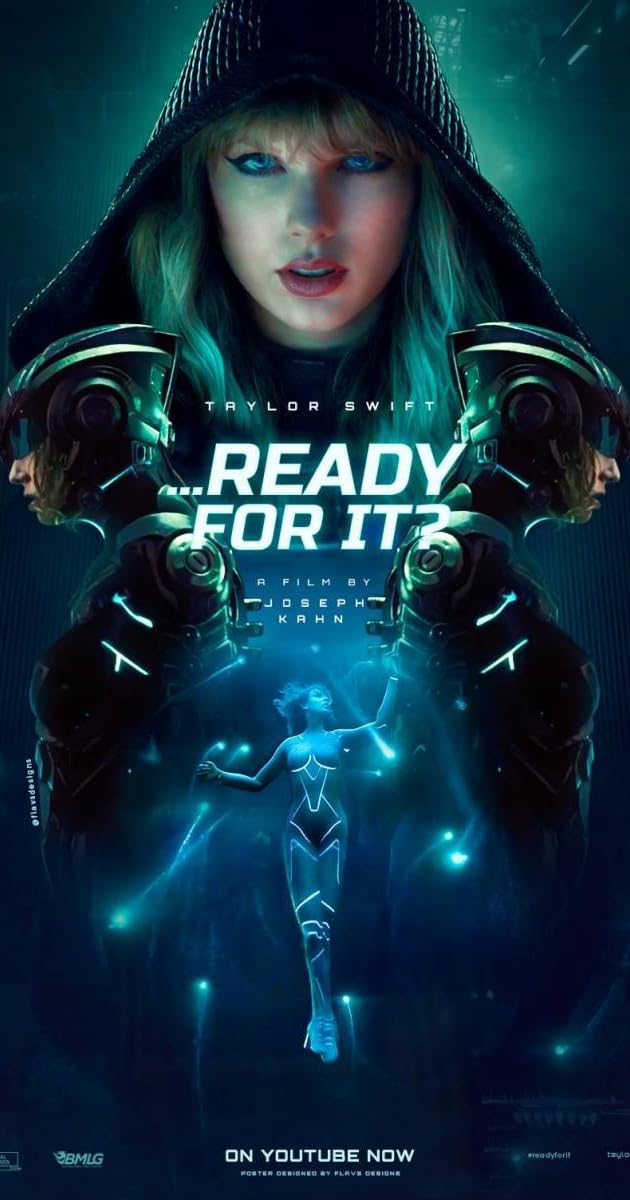 TAYLOR SWIFT
...READY
FOR IT?
A FILM BY
JOSEPH
KAHN
@flavsdesigns
BMLG
ON YOUTUBE NOW
POSTER DESIGNED BY FLAVS DESIGNS
#readyforit
taylo